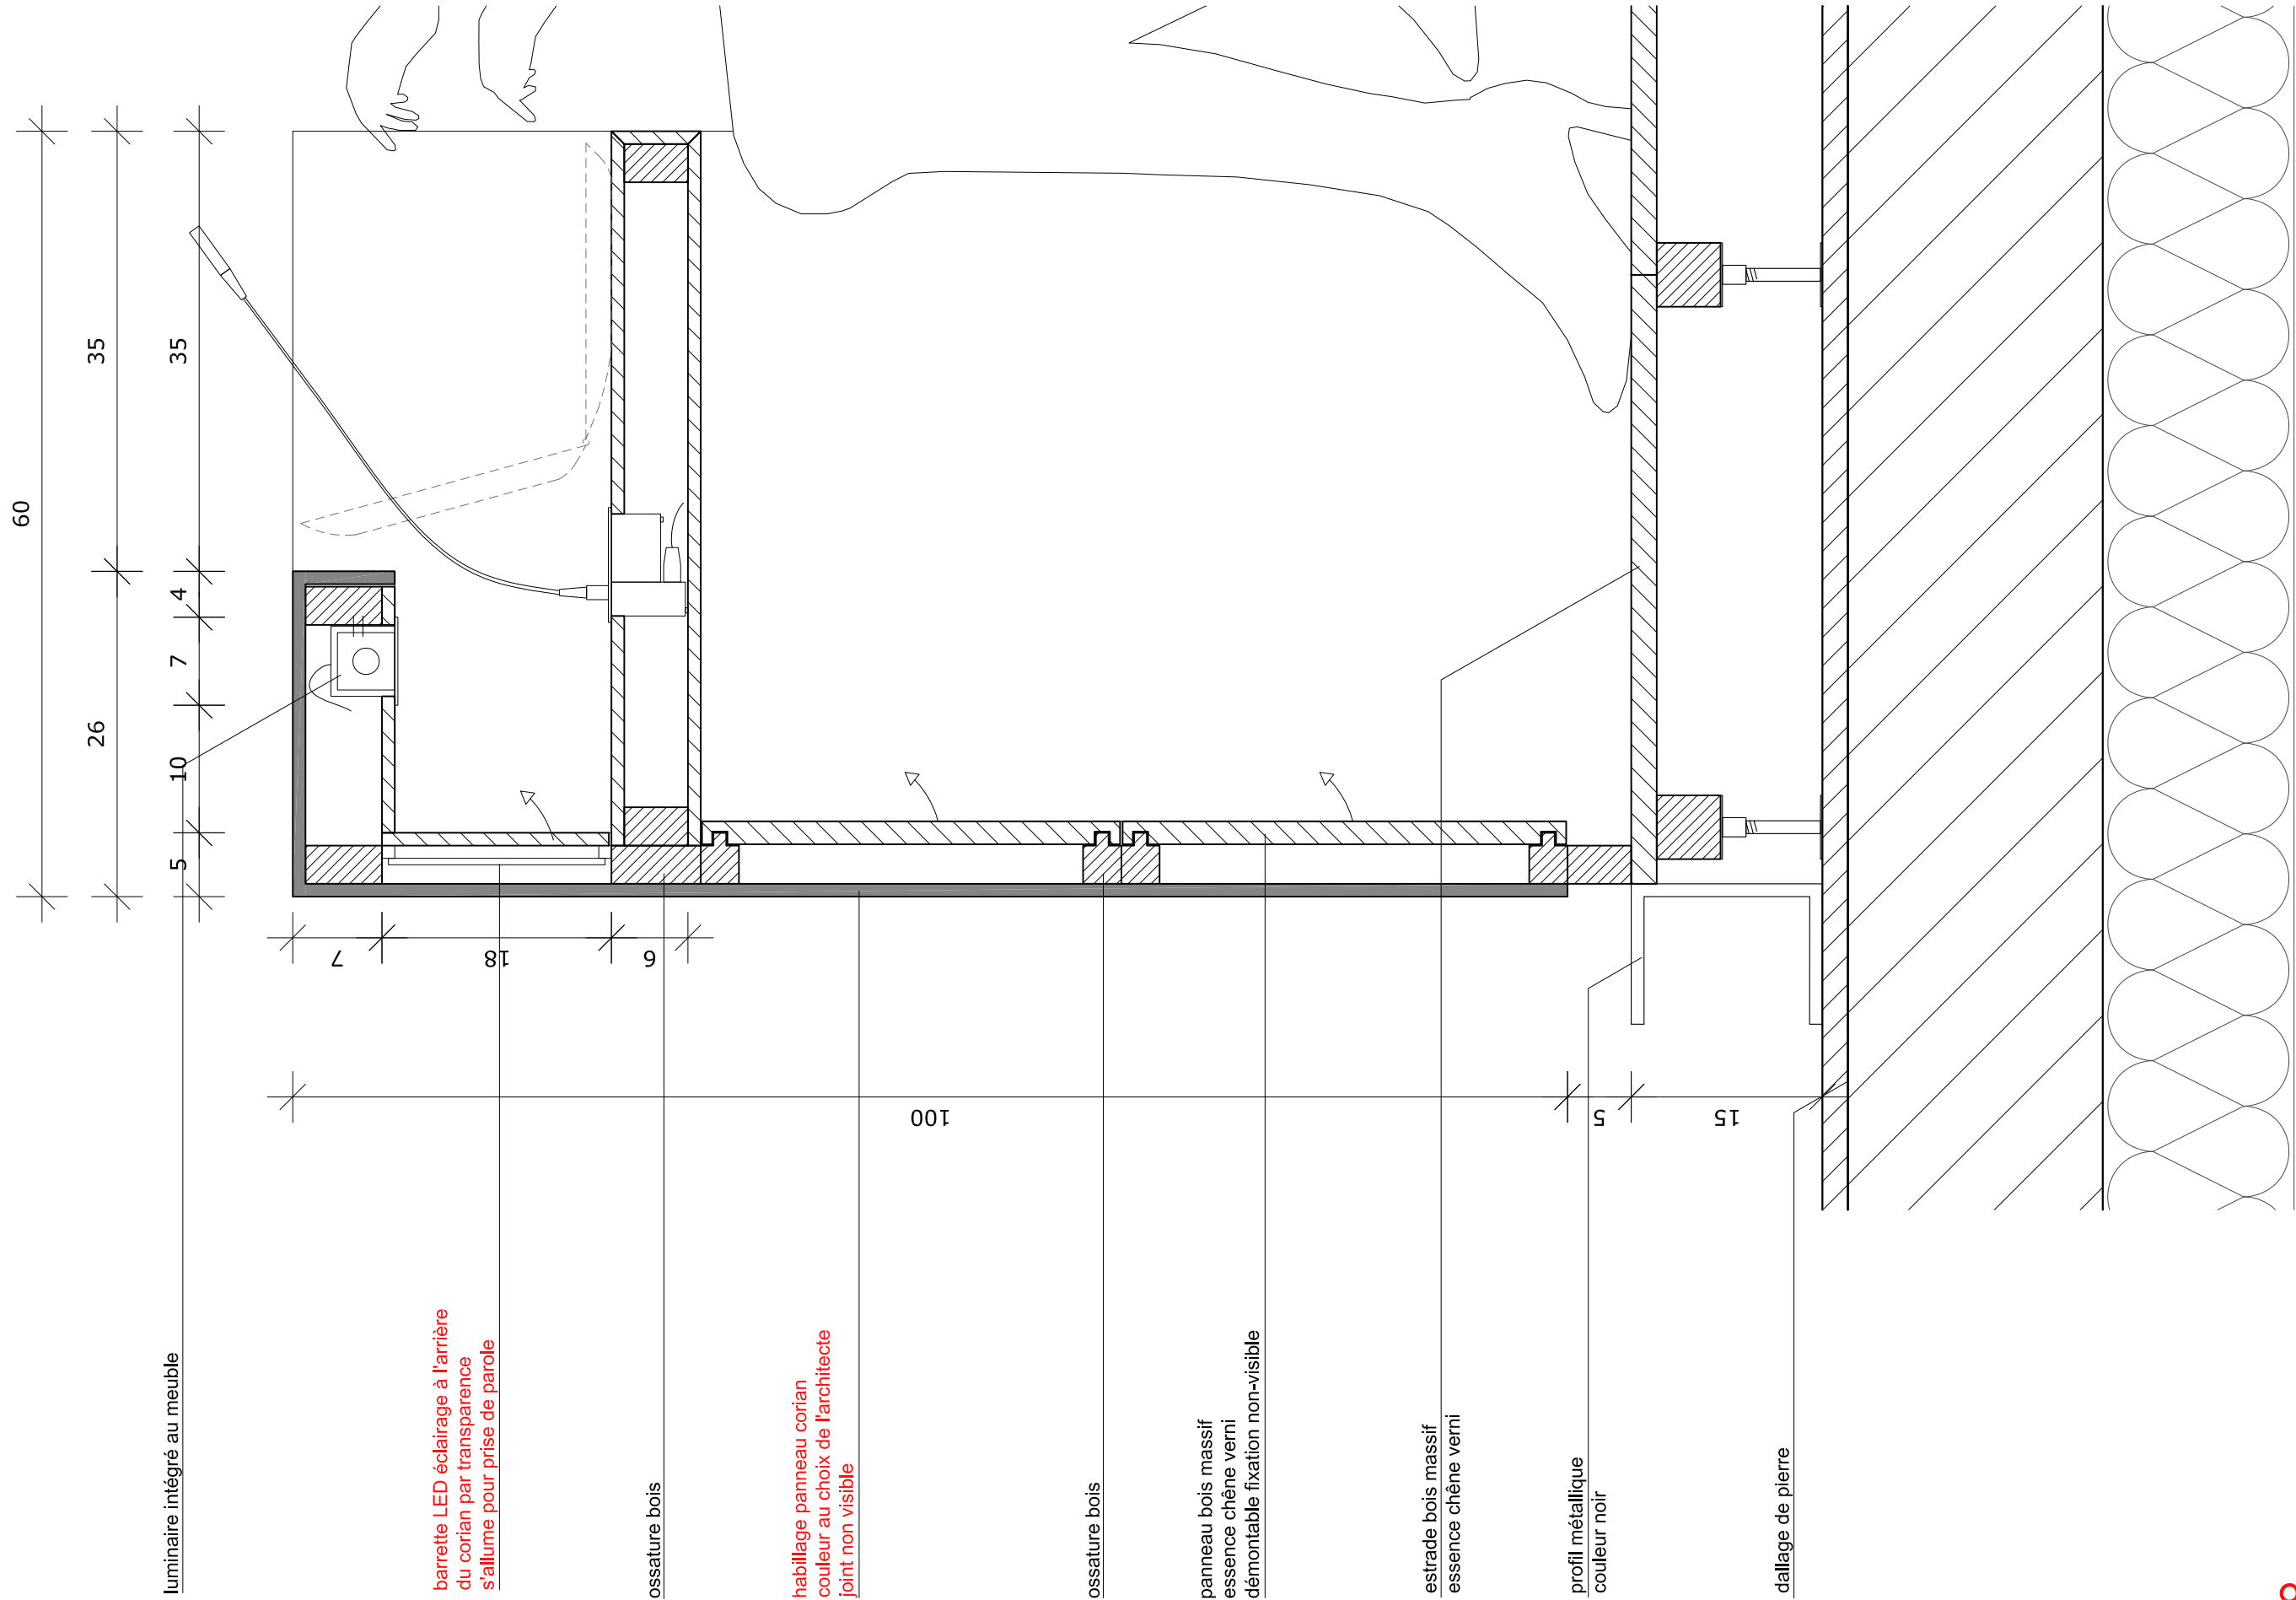 60
35
26
35
4
7
10
5
7
18
6
100
5
15
luminaire intégré au meuble
barrette LED éclairage à l'arrière
du corian par transparence
s'allume pour prise de parole
ossature bois
habillage panneau corian
couleur au choix de l'architecte
joint non visible
ossature bois
panneau bois massif
essence chêne verni
démontable fixation non-visible
estrade bois massif
essence chêne verni
profil métallique
couleur noir
dallage de pierre